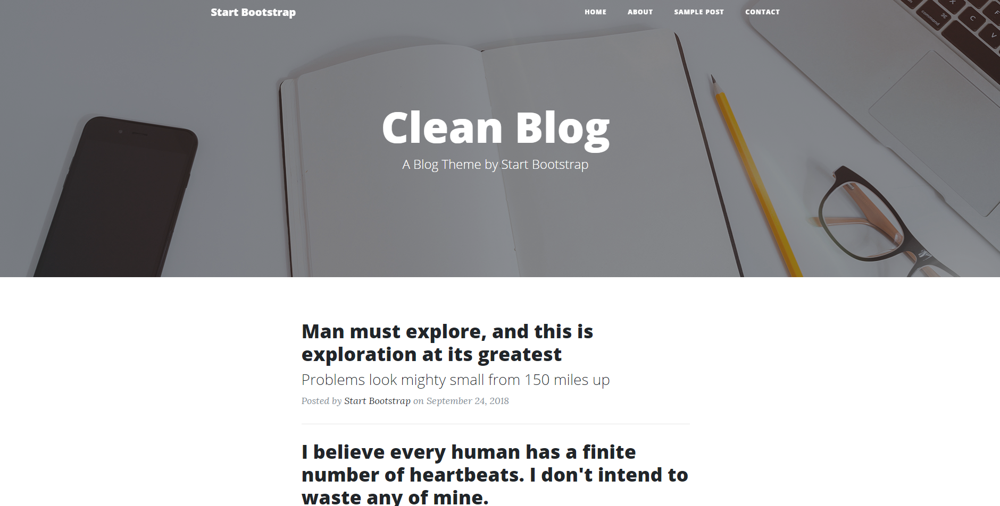 Start Bootstrap
HOME ABOUT SAMPLE POST CONTACT
X
command
C
V
Clean Blog
A Blog Theme by Start Bootstrap
Man must explore, and this is
exploration at its greatest
Problems look mighty small from 150 miles up
Posted by Start Bootstrap on September 24, 2018
I believe every human has a finite
number of heartbeats. I don't intend to
waste any of mine.